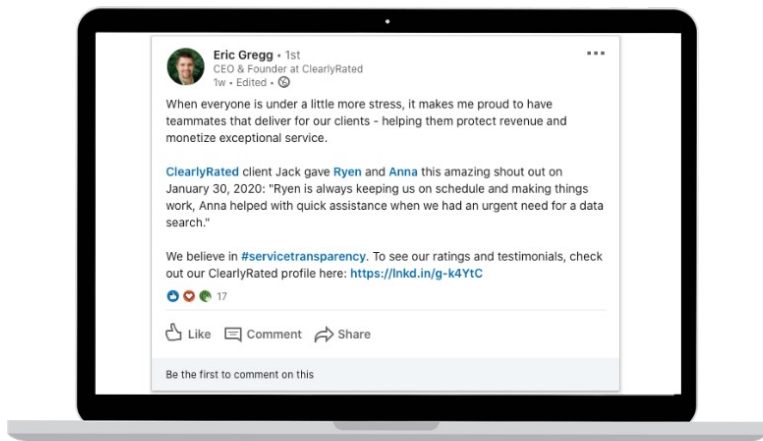 Eric Gregg • 1st
CEO & Founder at ClearlyRated
1w • Edited •
When everyone is under a little more stress, it makes me proud to have
teammates that deliver for our clients - helping them protect revenue and
monetize exceptional service.
ClearlyRated client Jack gave Ryen and Anna this amazing shout out on
January 30, 2020: "Ryen is always keeping us on schedule and making things
work, Anna helped with quick assistance when we had an urgent need for a data
search."
We believe in #servicetransparency. To see our ratings and testimonials, check
out our ClearlyRated profile here: https://lnkd.in/g-k4YtC
17
Like Comment Share
Be the first to comment on this